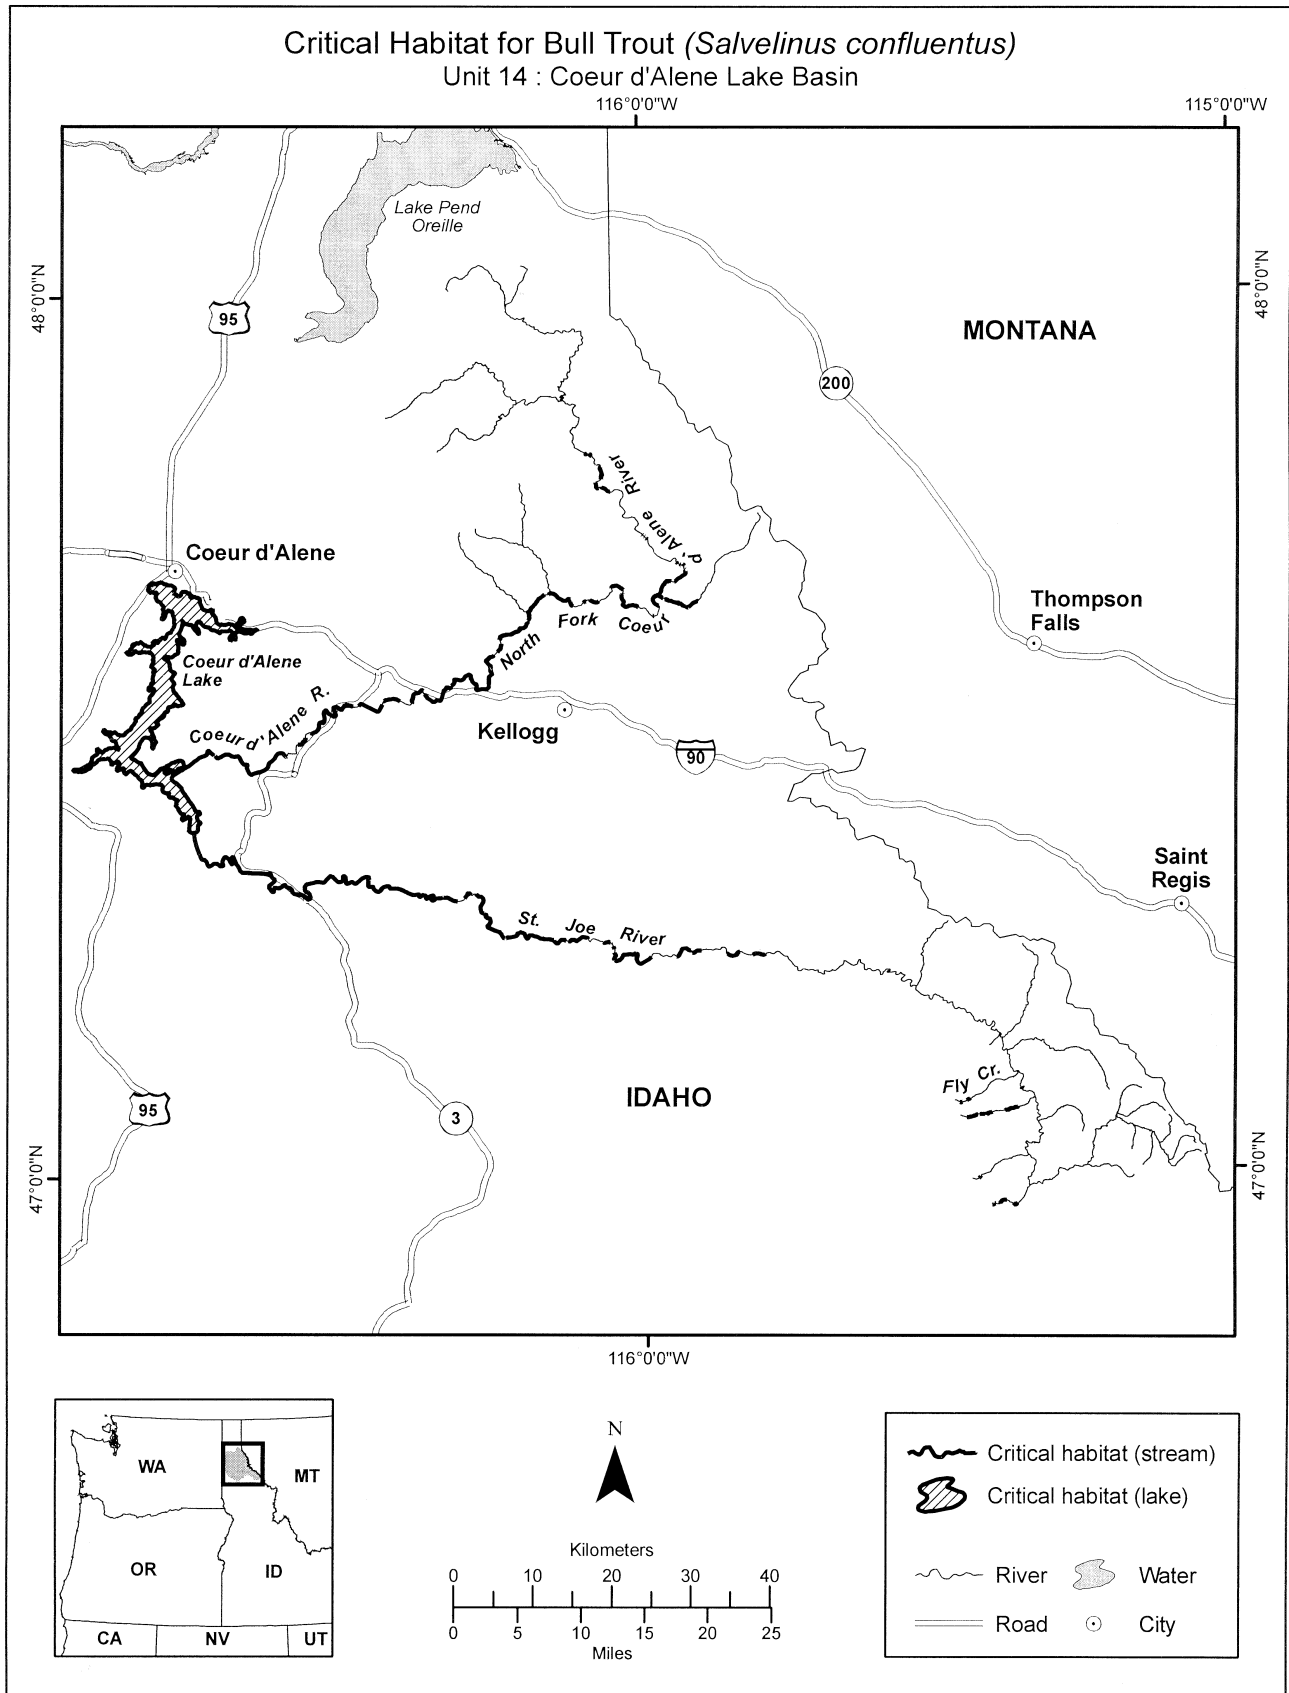 Critical Habitat for Bull Trout (Salvelinus confluentus)
Unit 14 : Coeur d'Alene Lake Basin
116°0'0"W
115°0'0"W
48°0'0"N
48°0'0"N
Lake Pend
Oreille
95
MONTANA
200
d'Alene River
Coeur d'Alene
Thompson
Falls
North Fork Coeur
Coeur d'Alene
Lake
Coeur d'Alene R.
Kellogg
90
Saint
Regis
St. Joe River
Fly Cr.
IDAHO
95
3
47°0'0"N
47°0'0"N
116°0'0"W
WA
MT
OR
ID
CA
NV
UT
N
Kilometers
0 10 20 30 40
0 5 10 15 20 25
Miles
Critical habitat (stream)
Critical habitat (lake)
River
Water
Road
City